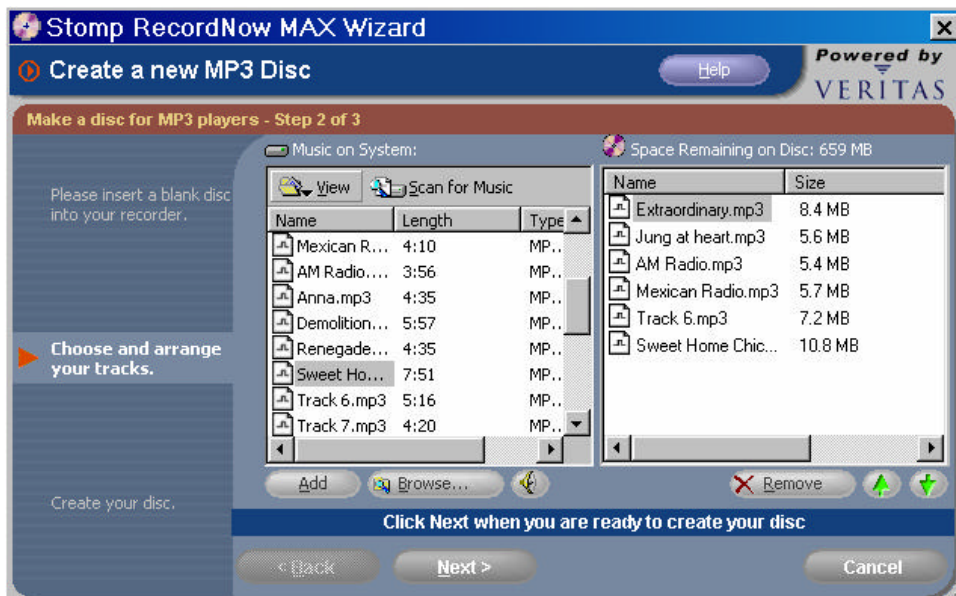 Stomp RecordNow MAX Wizard
Create a new MP3 Disc
Help
Powered by
VERITAS
Make a disc for MP3 players - Step 2 of 3
Please insert a blank disc
into your recorder.
Choose and arrange
your tracks.
Create your disc.
Music on System:
View Scan for Music
Name Length Type
Mexican R... 4:10 MP..
AM Radio.... 3:56 MP..
Anna.mp3 4:35 MP..
Demolition... 5:57 MP..
Renegade... 4:35 MP..
Sweet Ho... 7:51 MP..
Track 6.mp3 5:16 MP..
Track 7.mp3 4:20 MP..
Add Browse...
Space Remaining on Disc: 659 MB
Name Size
Extraordinary.mp3 8.4 MB
Jung at heart.mp3 5.6 MB
AM Radio.mp3 5.4 MB
Mexican Radio.mp3 5.7 MB
Track 6.mp3 7.2 MB
Sweet Home Chic... 10.8 MB
Remove
Click Next when you are ready to create your disc
< Back Next > Cancel